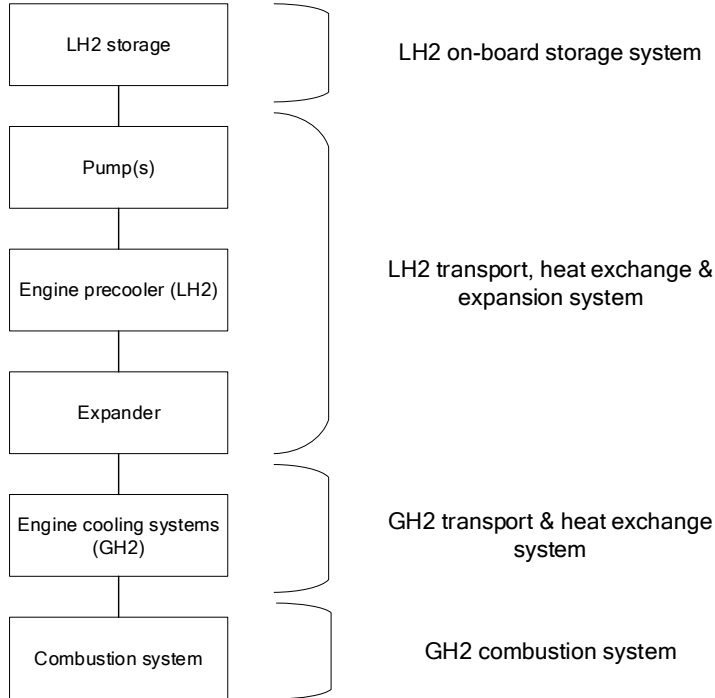 LH2 storage
LH2 on-board storage system
Pump(s)
Engine precooler (LH2)
LH2 transport, heat exchange &
expansion system
Expander
Engine cooling systems
(GH2)
GH2 transport & heat exchange
system
Combustion system
GH2 combustion system